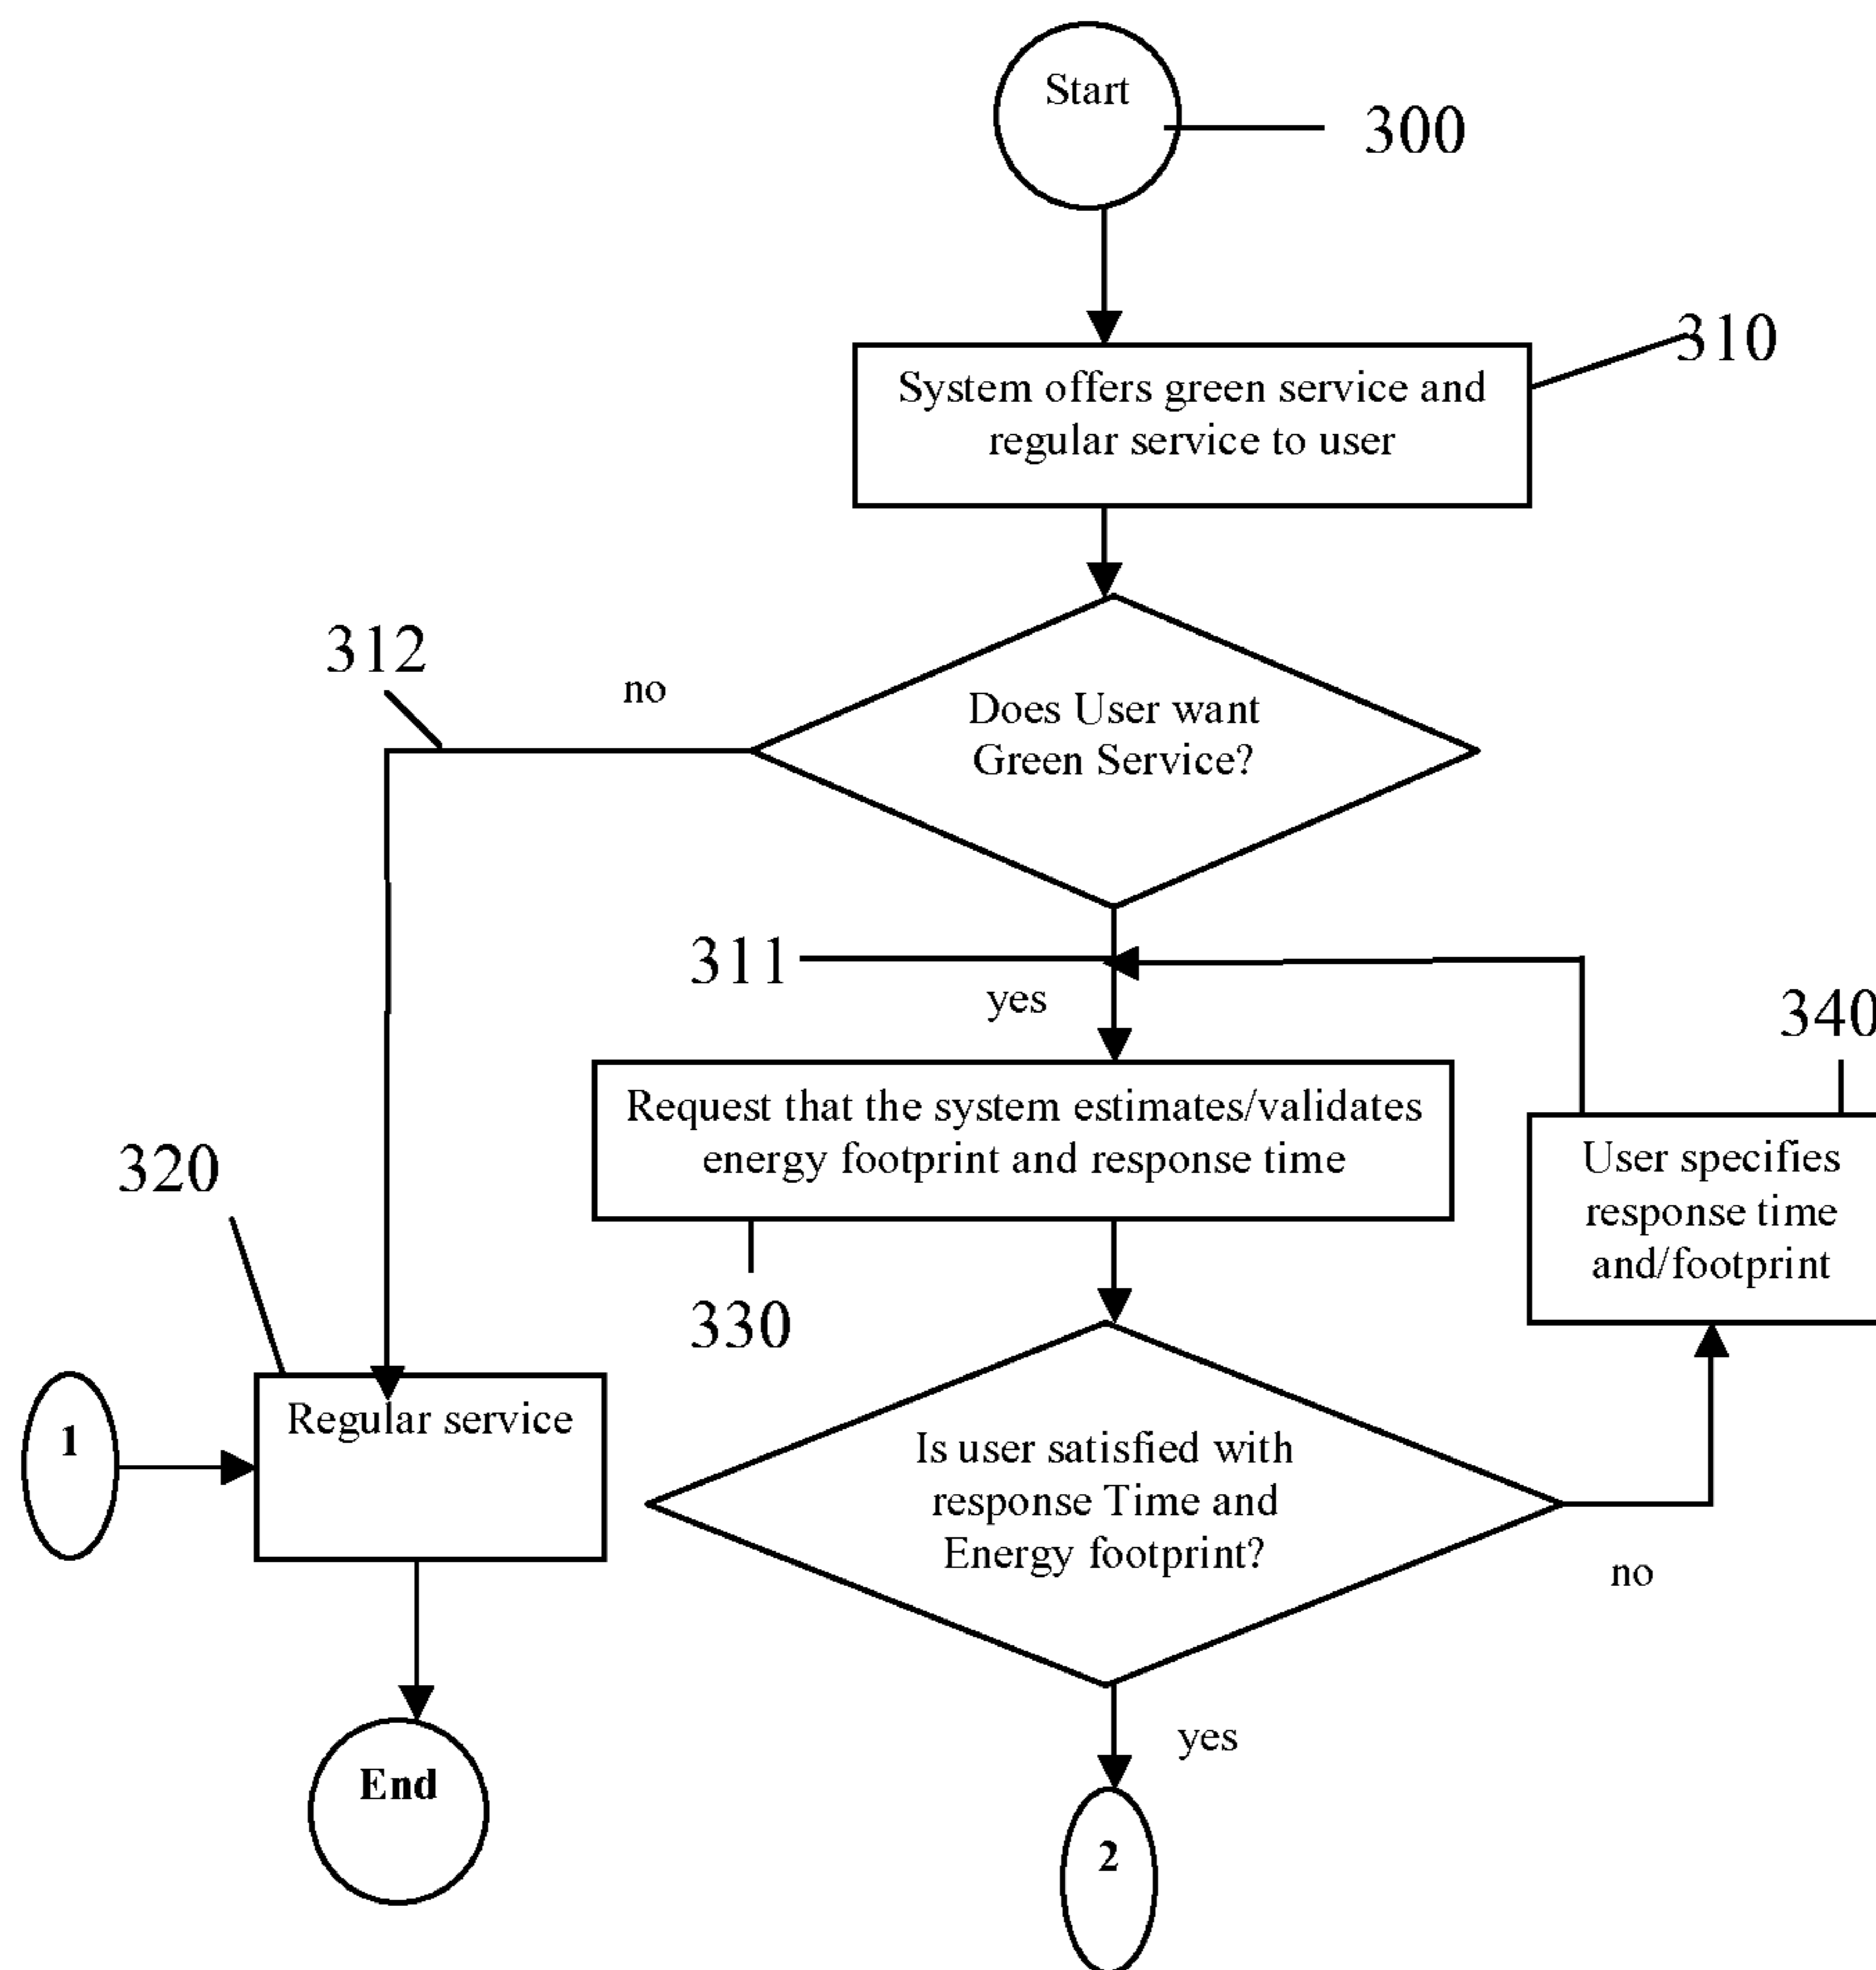 Start
300
310
System offers green service and
regular service to user
312
no
Does User want
Green Service?
311
yes
340
Request that the system estimates/validates
energy footprint and response time
User specifies
response time
and/footprint
320
330
1
Regular service
Is user satisfied with
response Time and
Energy footprint?
no
yes
End
2